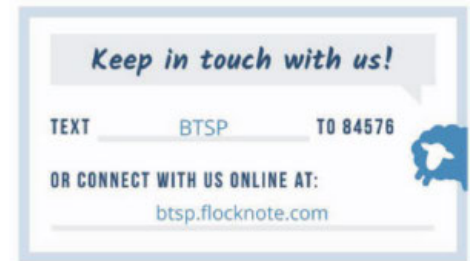 Keep in touch with us!
TEXT BTSP TO 84576
OR CONNECT WITH US ONLINE AT:
btsp.flocknote.com